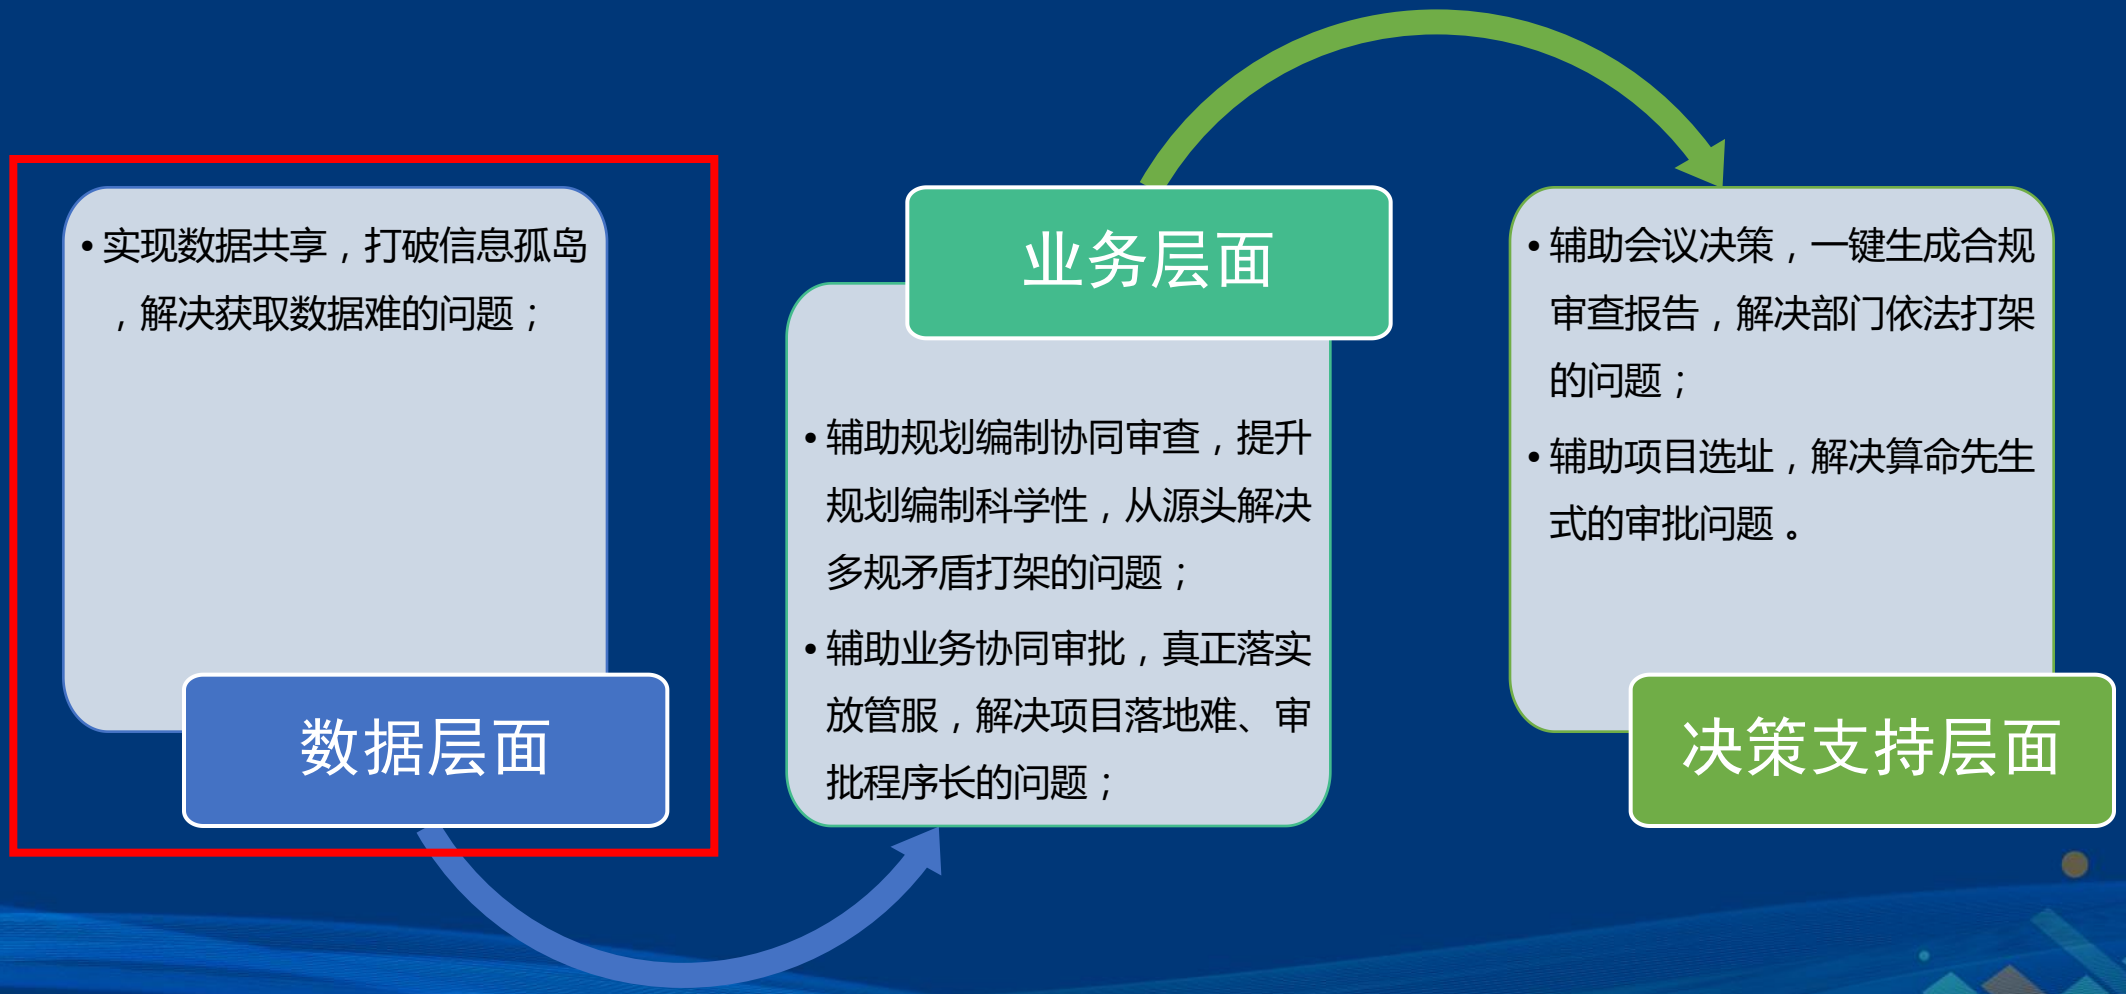 • 实现数据共享，打破信息孤岛
，解决获取数据难的问题；
数据层面
业务层面
• 辅助规划编制协同审查，提升
规划编制科学性，从源头解决
多规矛盾打架的问题；
• 辅助业务协同审批，真正落实
放管服，解决项目落地难、审
批程序长的问题；
• 辅助会议决策，一键生成合规
审查报告，解决部门依法打架
的问题；
• 辅助项目选址，解决算命先生
式的审批问题。
决策支持层面